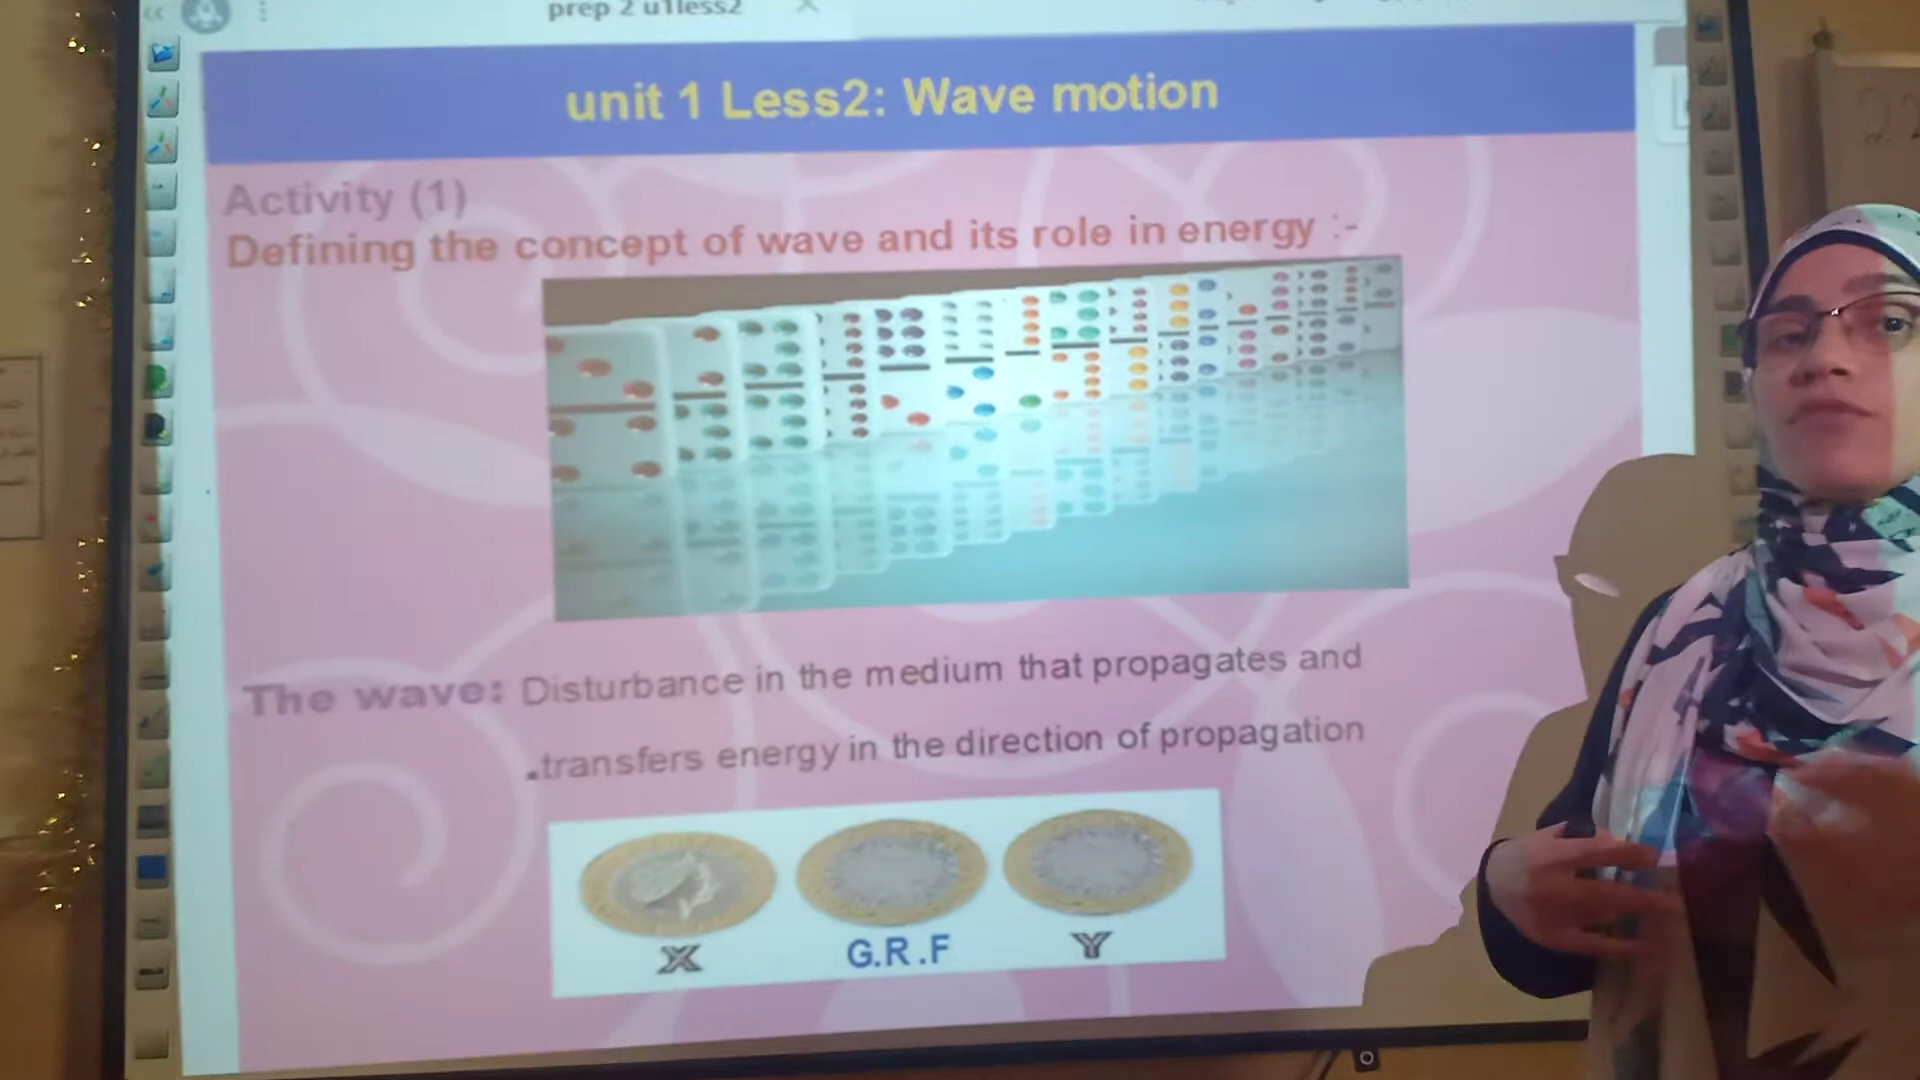 prep 2 u1less2
unit 1 Less2: Wave motion
Activity (1)
Defining the concept of wave and its role in energy :-
The wave: Disturbance in the medium that propagates and
.transfers energy in the direction of propagation
X G.R.F Y